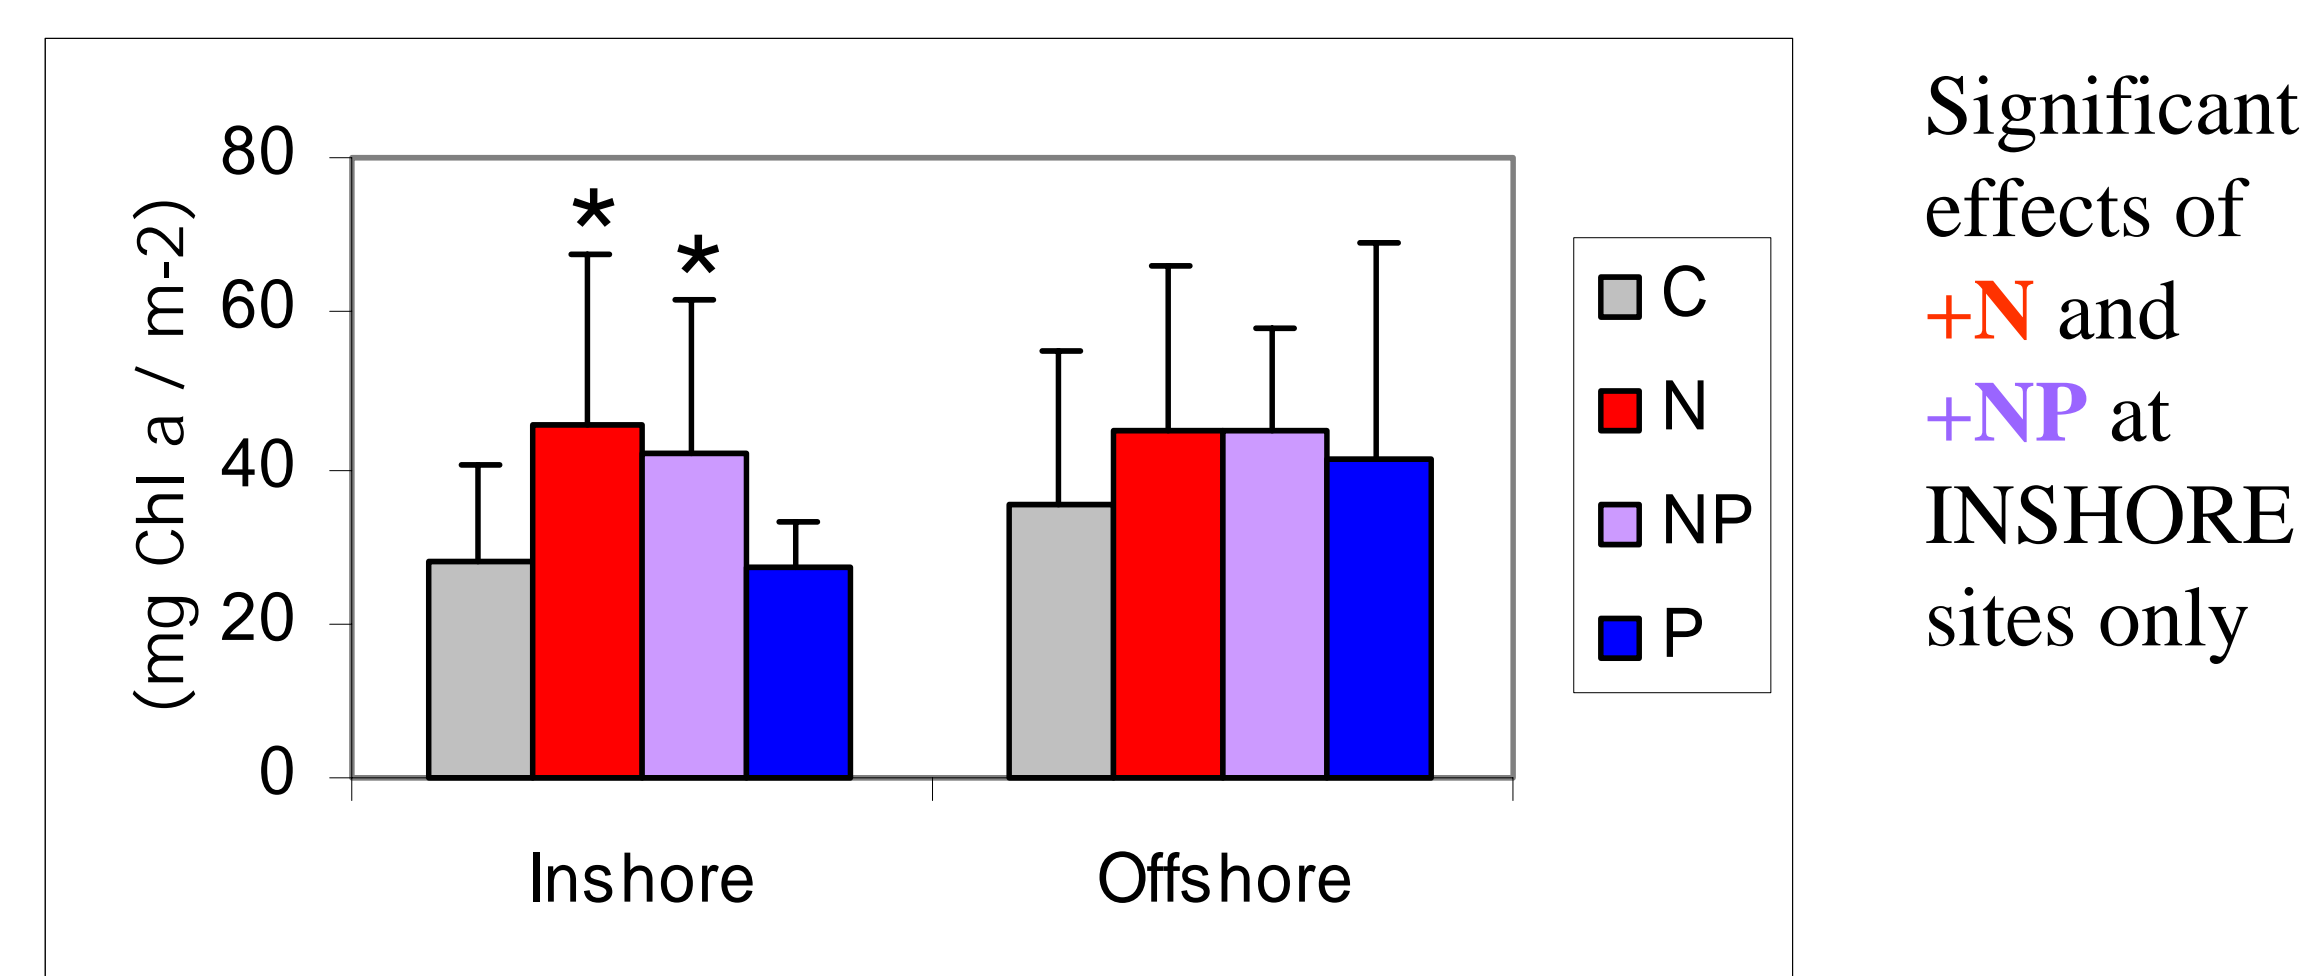 (mg Chl a / m-2)
80
60
40
20
0
*
*
Inshore
Offshore
C
N
NP
P
Significant
effects of
+N and
+NP at
INSHORE
sites only